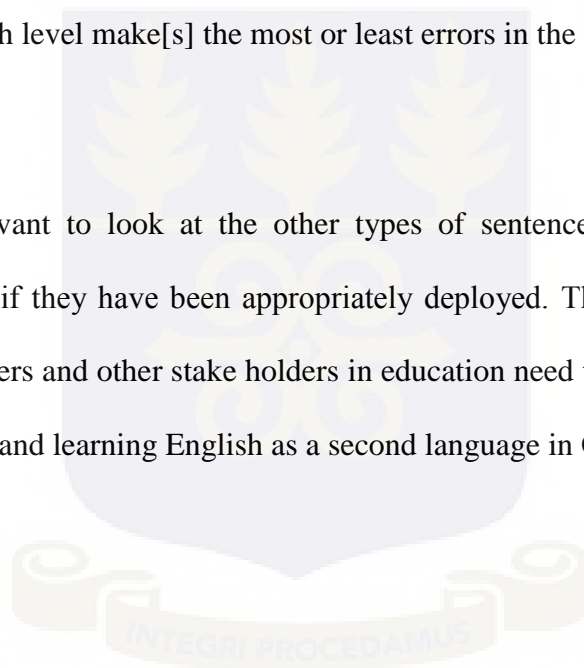 h level make[s] the most or least errors in the
vant to look at the other types of sentence
if they have been appropriately deployed. Th
ers and other stake holders in education need
and learning English as a second language in
INTEGRI PROCEDAMUS